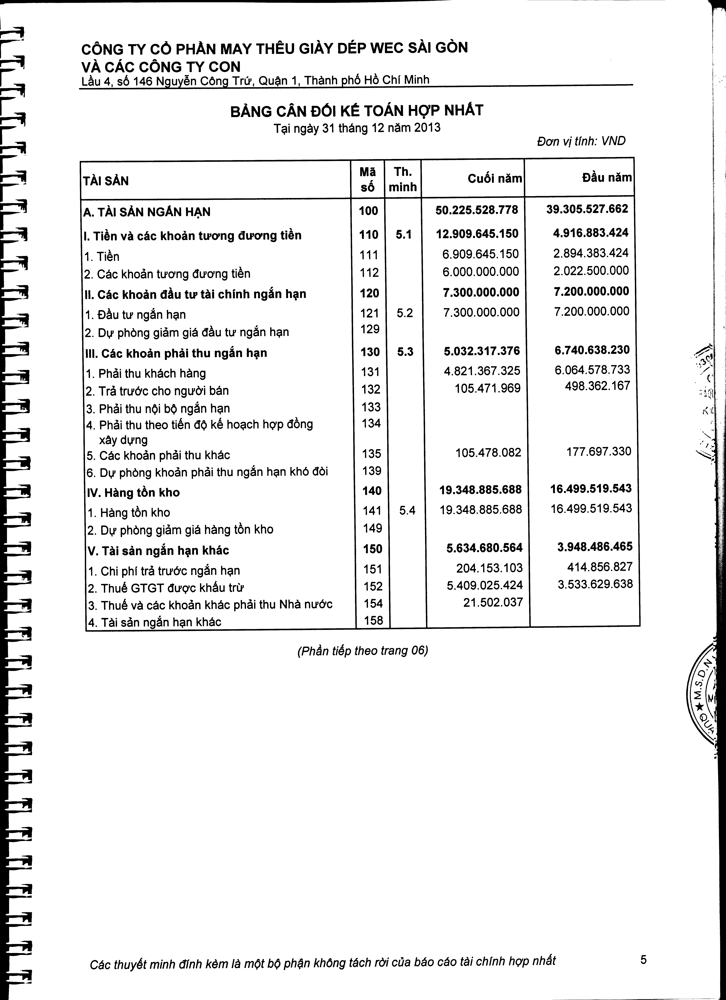 CÔNG TY CỔ PHẦN MAY THÊU GIÀY DÉP WEC SÀI GÒN
VÀ CÁC CÔNG TY CON
Lầu 4, số 146 Nguyễn Công Trứ, Quận 1, Thành phố Hồ Chí Minh
BẢNG CÂN ĐỐI KẾ TOÁN HỢP NHẤT
Tại ngày 31 tháng 12 năm 2013
Đơn vị tính: VND
TÀI SẢN Mã số Th. minh Cuối năm Đầu năm
A. TÀI SẢN NGẮN HẠN 100 50.225.528.778 39.305.527.662
I. Tiền và các khoản tương đương tiền 110 5.1 12.909.645.150 4.916.883.424
1. Tiền 111 6.909.645.150 2.894.383.424
2. Các khoản tương đương tiền 112 6.000.000.000 2.022.500.000
II. Các khoản đầu tư tài chính ngắn hạn 120 7.300.000.000 7.200.000.000
1. Đầu tư ngắn hạn 121 5.2 7.300.000.000 7.200.000.000
2. Dự phòng giảm giá đầu tư ngắn hạn 129
III. Các khoản phải thu ngắn hạn 130 5.3 5.032.317.376 6.740.638.230
1. Phải thu khách hàng 131 4.821.367.325 6.064.578.733
2. Trả trước cho người bán 132 105.471.969 498.362.167
3. Phải thu nội bộ ngắn hạn 133
4. Phải thu theo tiến độ kế hoạch hợp đồng 134
xây dựng
5. Các khoản phải thu khác 135 105.478.082 177.697.330
6. Dự phòng khoản phải thu ngắn hạn khó đòi 139
IV. Hàng tồn kho 140 19.348.885.688 16.499.519.543
1. Hàng tồn kho 141 5.4 19.348.885.688 16.499.519.543
2. Dự phòng giảm giá hàng tồn kho 149
V. Tài sản ngắn hạn khác 150 5.634.680.564 3.948.486.465
1. Chi phí trả trước ngắn hạn 151 204.153.103 414.856.827
2. Thuế GTGT được khấu trừ 152 5.409.025.424 3.533.629.638
3. Thuế và các khoản khác phải thu Nhà nước 154 21.502.037
4. Tài sản ngắn hạn khác 158
(Phần tiếp theo trang 06)
★ M.S.D.N
Các thuyết minh đính kèm là một bộ phận không tách rời của báo cáo tài chính hợp nhất 5